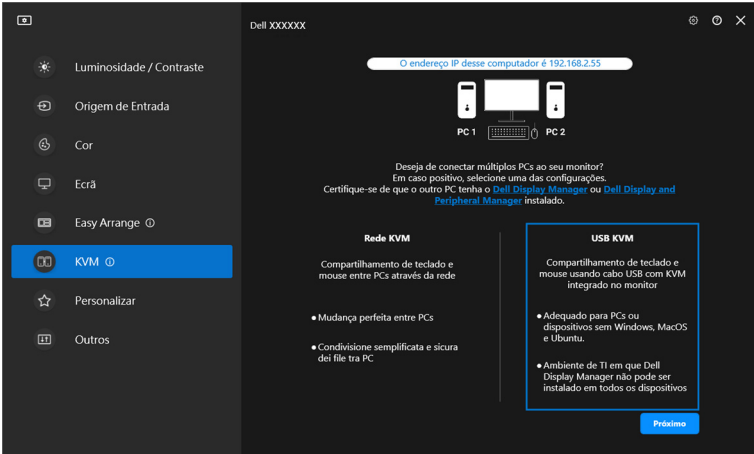 Dell XXXXXX
Luminosidade / Contraste
Origem de Entrada
Cor
Ecrã
Easy Arrange
KVM
Personalizar
Outros
O endereço IP desse computador é 192.168.2.55
PC 1
PC 2
Deseja de conectar múltiplos PCs ao seu monitor?
Em caso positivo, selecione uma das configurações.
Certifique-se de que o outro PC tenha o Dell Display Manager ou Dell Display and
Peripheral Manager instalado.
Rede KVM
Compartilhamento de teclado e
mouse entre PCs através da rede
● Mudança perfeita entre PCs
● Condivisione semplificata e sicura
dei file tra PC
USB KVM
Compartilhamento de teclado e
mouse usando cabo USB com KVM
integrado no monitor
● Adequado para PCs ou
dispositivos sem Windows, MacOS
e Ubuntu.
● Ambiente de TI em que Dell
Display Manager não pode ser
instalado em todos os dispositivos
Próximo